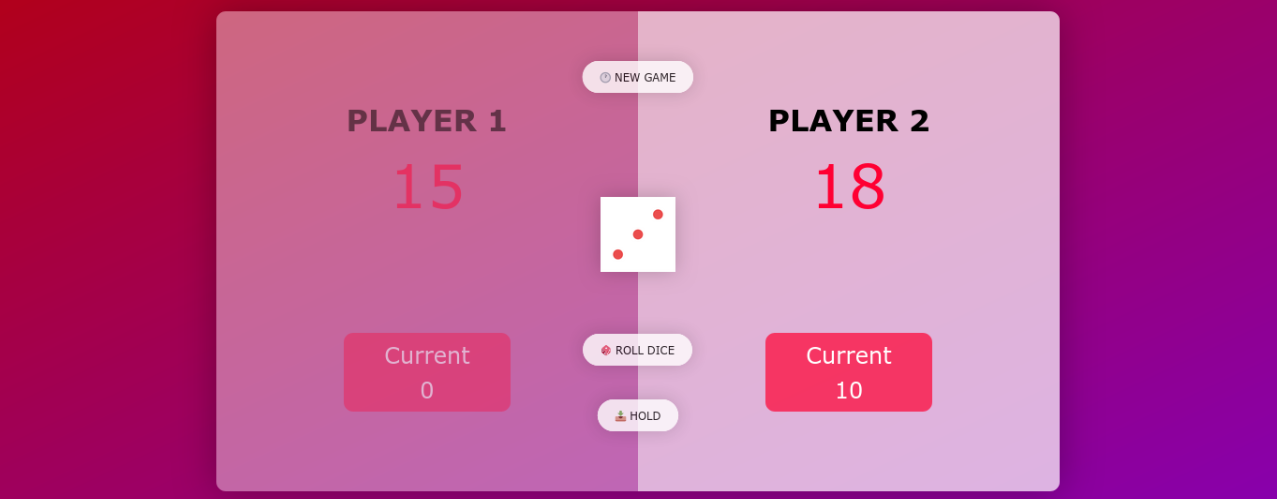 NEW GAME
PLAYER 1
15
Current
0
PLAYER 2
18
Current
10
ROLL DICE
HOLD